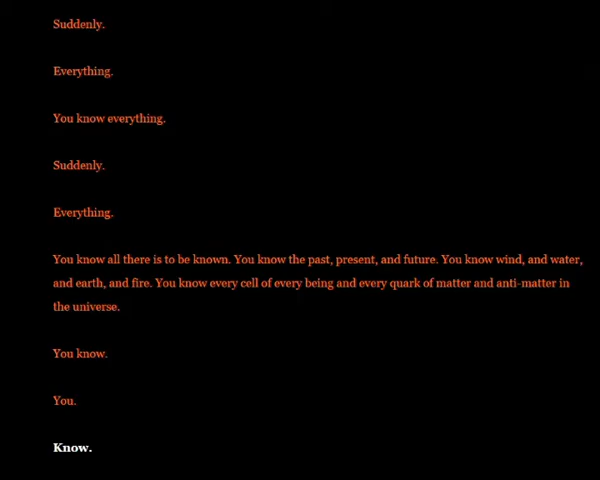 Suddenly.
Everything.
You know everything.
Suddenly.
Everything.
You know all there is to be known. You know the past, present, and future. You know wind, and water,
and earth, and fire. You know every cell of every being and every quark of matter and anti-matter in
the universe.
You know.
You.
Know.